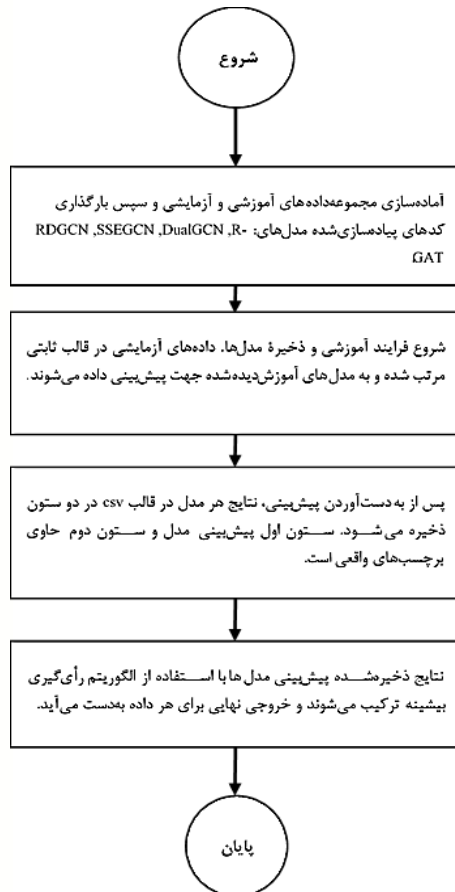 شروع
آماده‌سازی مجموعه‌داده‌های آموزشی و آزمایشی و سپس بارگذاری
کدهای پیاده‌سازی‌شده مدل‌های: RDGCN ,SSEGCN ,DualGCN ,R-
GAT
شروع فرایند آموزشی و ذخیرهٔ مدل‌ها. داده‌های آزمایشی در قالب ثابتی
مرتب شده و به مدل‌های آموزش‌دیده‌شده جهت پیش‌بینی داده می‌شوند.
پس از به‌دست‌آوردن پیش‌بینی، نتایج هر مدل در قالب csv در دو ستون
ذخیره می‌شود. ستون اول پیش‌بینی مدل و ستون دوم حاوی
برچسب‌های واقعی است.
نتایج ذخیره‌شده پیش‌بینی مدل ها با استفاده از الگوریتم رأی‌گیری
بیشینه ترکیب می‌شوند و خروجی نهایی برای هر داده به‌دست می‌آید.
پایان